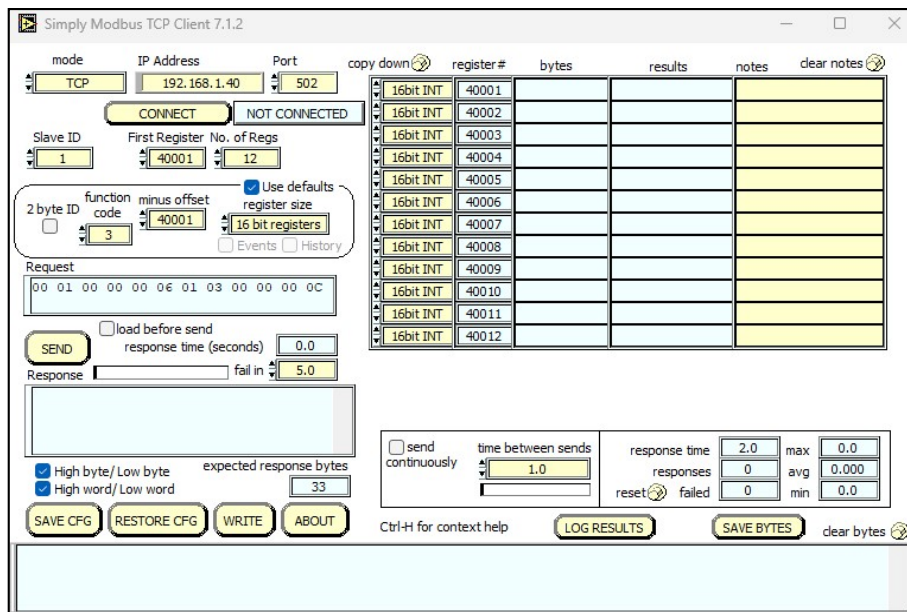 Simply Modbus TCP Client 7.1.2
mode IP Address Port
TCP 192.168.1.40 502
CONNECT NOT CONNECTED
Slave ID First Register No. of Regs
1 40001 12
Use defaults
2 byte ID function code minus offset register size
3 40001 16 bit registers
Events History
Request
00 01 00 00 00 06 01 03 00 00 00 0C
load before send
SEND response time (seconds) 0.0
Response fail in 5.0
High byte/ Low byte expected response bytes
High word/ Low word 33
SAVE CFG RESTORE CFG WRITE ABOUT
copy down register# bytes results notes clear notes
16bit INT 40001
16bit INT 40002
16bit INT 40003
16bit INT 40004
16bit INT 40005
16bit INT 40006
16bit INT 40007
16bit INT 40008
16bit INT 40009
16bit INT 40010
16bit INT 40011
16bit INT 40012
send continuously time between sends
1.0
response time 2.0 max 0.0
responses 0 avg 0.000
reset failed 0 min 0.0
Ctrl-H for context help LOG RESULTS SAVE BYTES clear bytes